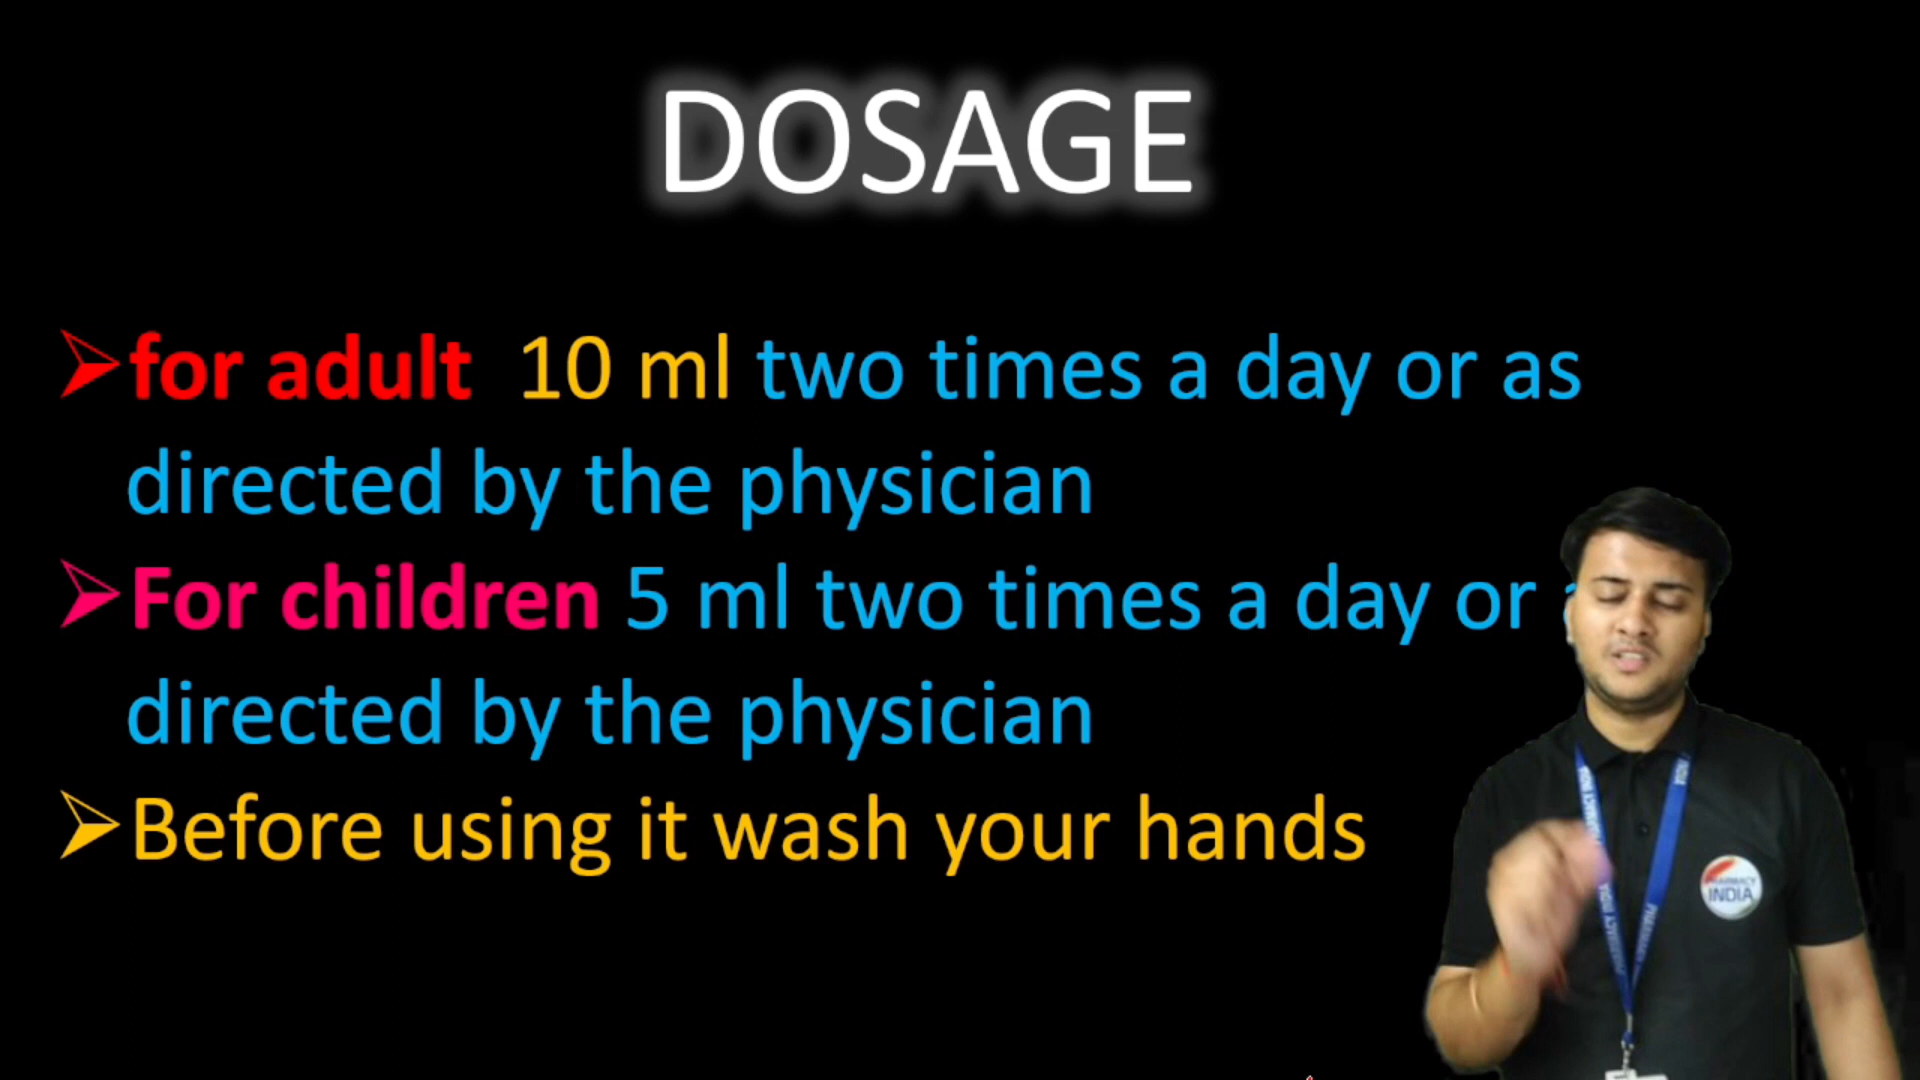 DOSAGE
for adult 10 ml two times a day or as
directed by the physician
For children 5 ml two times a day or
directed by the physician
Before using it wash your hands
PHARMACY
INDIA